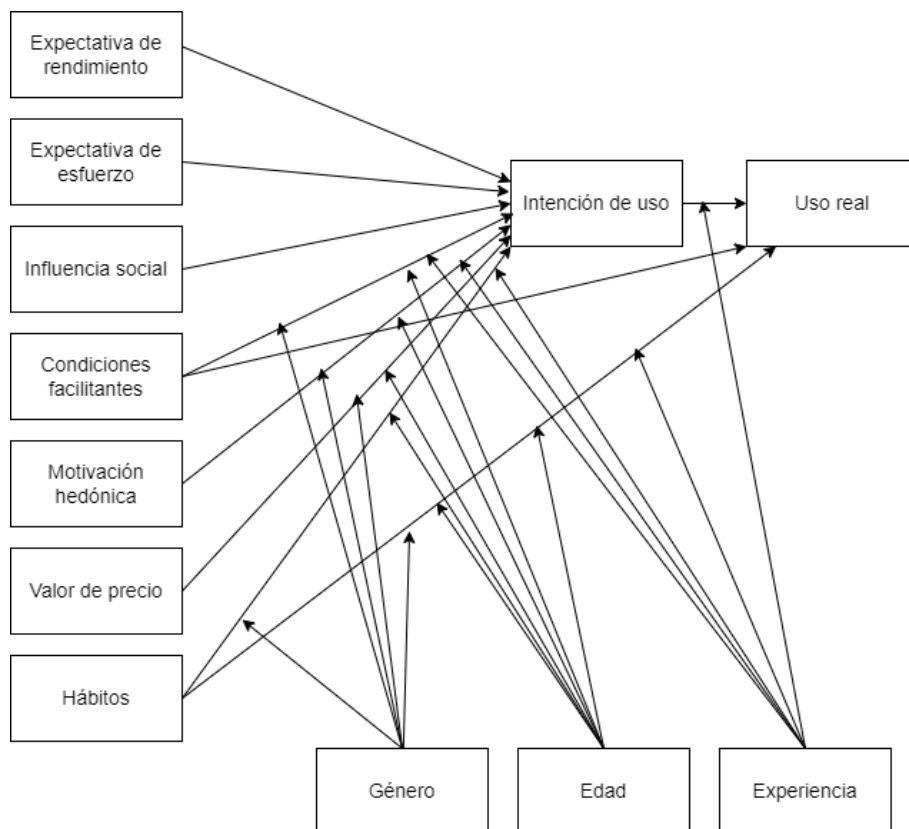 Expectativa de
rendimiento
Expectativa de
esfuerzo
Intención de uso
Uso real
Influencia social
Condiciones
facilitantes
Motivación
hedónica
Valor de precio
Hábitos
Género
Edad
Experiencia